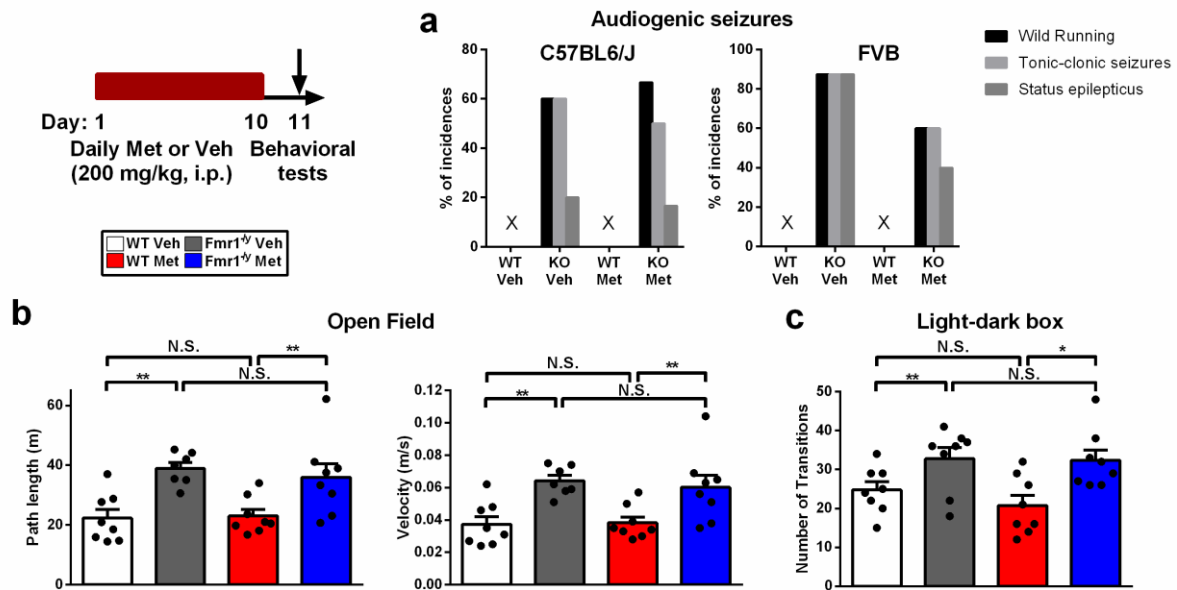 a
Audiogenic seizures
C57BL6/J
FVB
Wild Running
Tonic-clonic seizures
Status epilepticus
Day: 1
10
11
Daily Met or Veh
(200 mg/kg, i.p.)
Behavioral
tests
WT Veh
Fmr1-/y Veh
WT Met
Fmr1-/y Met
% of incidences
80
60
40
20
0
X
X
WT
Veh
KO
Veh
WT
Met
KO
Met
% of incidences
100
80
60
40
20
0
X
X
WT
Veh
KO
Veh
WT
Met
KO
Met
b
Open Field
N.S.
**
**
N.S.
Path length (m)
60
40
20
0
N.S.
**
**
N.S.
Velocity (m/s)
0.12
0.10
0.08
0.06
0.04
0.02
0.00
c
Light-dark box
N.S.
*
**
N.S.
Number of Transitions
50
40
30
20
10
0